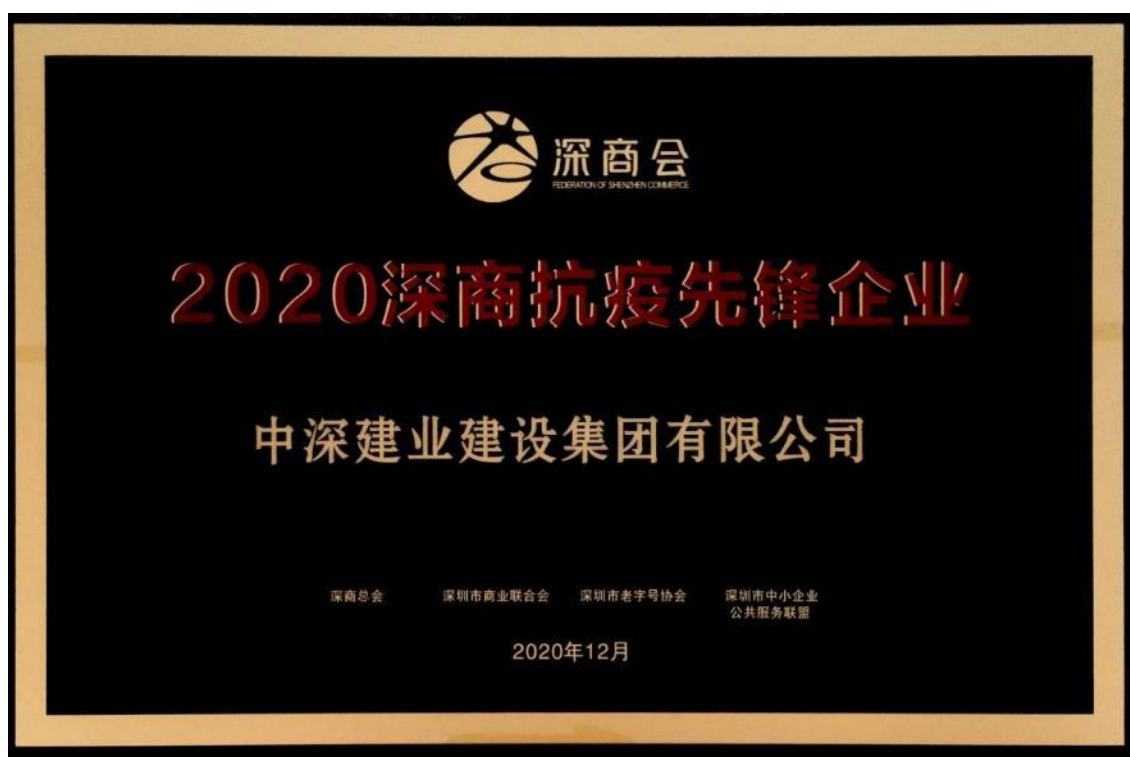 深商会
FEDERATION OF SHENZHEN COMMERCE
2020深商抗疫先锋企业
中深建业建设集团有限公司
深商总会 深圳市商业联合会 深圳市老字号协会 深圳市中小企业
公共服务联盟
2020年12月